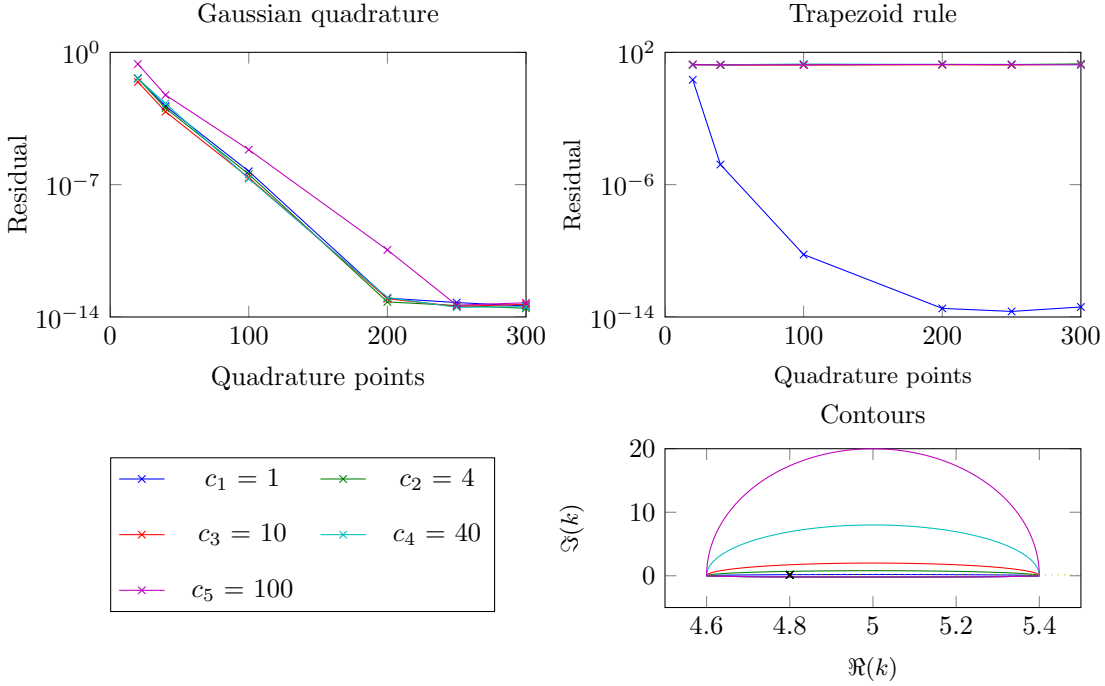 Gaussian quadrature
10^0
10^−7
10^−14
Residual
0 100 200 300
Quadrature points
Trapezoid rule
10^2
10^−6
10^−14
Residual
0 100 200 300
Quadrature points
c_1 = 1 c_2 = 4
c_3 = 10 c_4 = 40
c_5 = 100
Contours
20
10
0
ℑ(k)
4.6 4.8 5 5.2 5.4
ℜ(k)